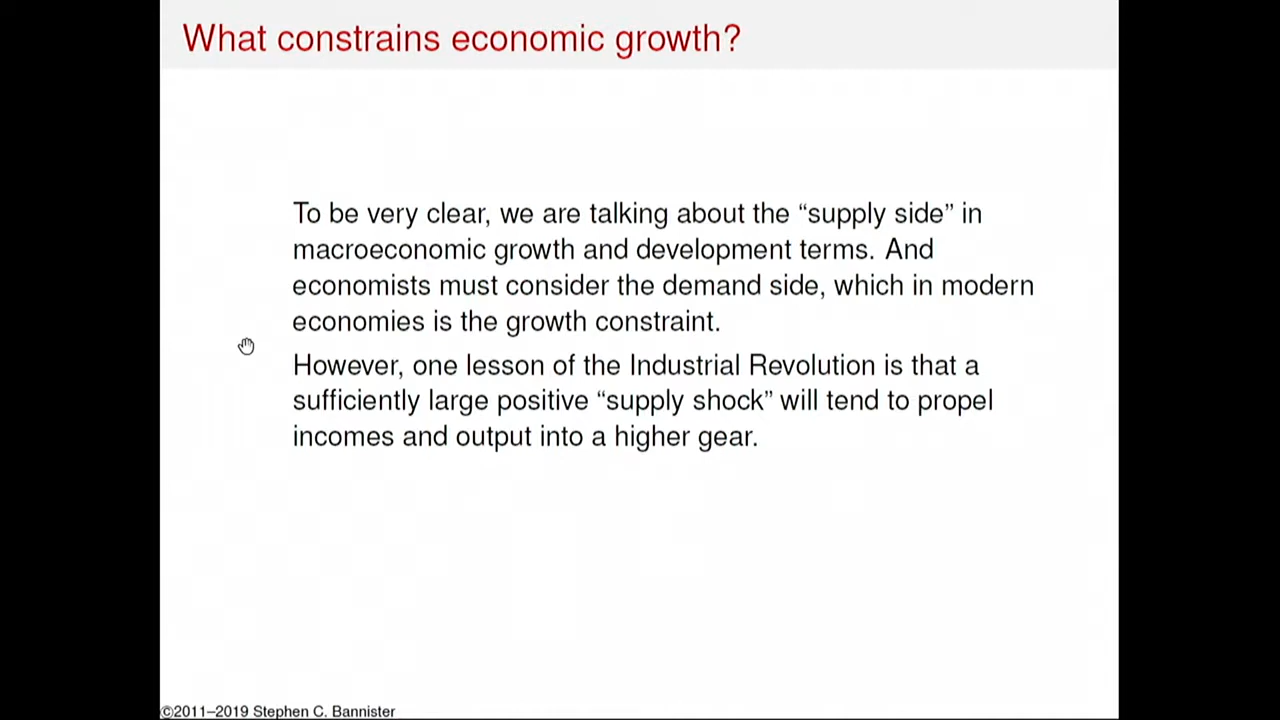 What constrains economic growth?
To be very clear, we are talking about the “supply side” in
macroeconomic growth and development terms. And
economists must consider the demand side, which in modern
economies is the growth constraint.
However, one lesson of the Industrial Revolution is that a
sufficiently large positive “supply shock” will tend to propel
incomes and output into a higher gear.
©2011–2019 Stephen C. Bannister